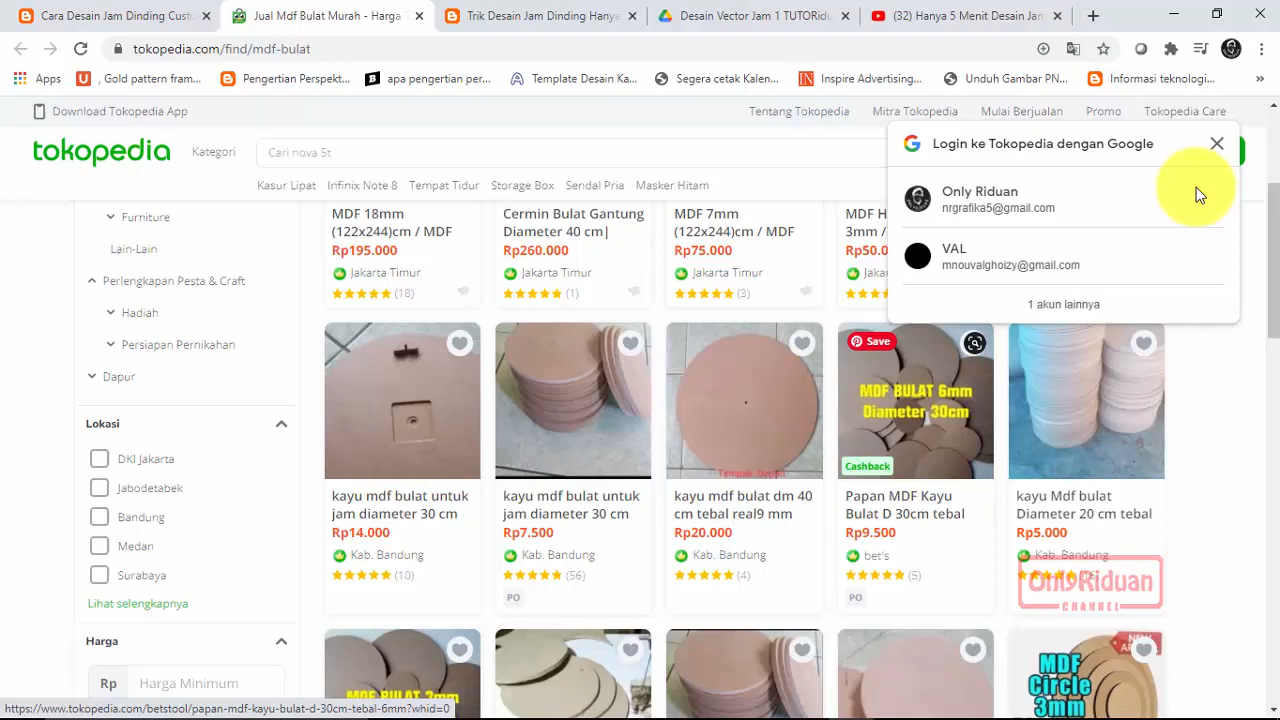 Cara Desain Jam Dinding Custo
Jual Mdf Bulat Murah - Harga T
Trik Desain Jam Dinding Hanya
Desain Vector Jam 1 TUTORidu
(32) Hanya 5 Menit Desain Jam
tokopedia.com/find/mdf-bulat
Apps
, Gold pattern fram...
Pengertian Perspekt...
apa pengertian per...
Template Desain Ka...
Segera Cetak Kalen...
Inspire Advertising...
Unduh Gambar PN...
Informasi teknologi...
Download Tokopedia App
Tentang Tokopedia
Mitra Tokopedia
Mulai Berjualan
Promo
Tokopedia Care
tokopedia
Kategori
Cari nova 5t
Kasur Lipat
Infinix Note 8
Tempat Tidur
Storage Box
Sendal Pria
Masker Hitam
Login ke Tokopedia dengan Google
Only Riduan
nrgrafika5@gmail.com
VAL
mnouvalghoizy@gmail.com
1 akun lainnya
Furniture
Lain-Lain
Perlengkapan Pesta & Craft
Hadiah
Persiapan Pernikahan
Dapur
Lokasi
DKI Jakarta
Jabodetabek
Bandung
Medan
Surabaya
Lihat selengkapnya
Harga
Rp
Harga Minimum
MDF 18mm
(122x244)cm / MDF
Rp195.000
Jakarta Timur
(18)
Cermin Bulat Gantung
Diameter 40 cm|
Rp260.000
Jakarta Timur
(1)
MDF 7mm
(122x244)cm / MDF
Rp75.000
Jakarta Timur
(3)
MDF H
3mm /
Rp50.0
Jaka
kayu mdf bulat untuk
jam diameter 30 cm
Rp14.000
Kab. Bandung
(10)
kayu mdf bulat untuk
jam diameter 30 cm
Rp7.500
Kab. Bandung
(56)
PO
Tampak Depan
kayu mdf bulat dm 40
cm tebal real9 mm
Rp20.000
Kab. Bandung
(4)
Save
MDF BULAT 6mm
Diameter 30cm
Cashback
Papan MDF Kayu
Bulat D 30cm tebal
Rp9.500
bet's
(5)
PO
kayu Mdf bulat
Diameter 20 cm tebal
Rp5.000
Kab. Bandung
OnlyRiduan
CHANNEL
MDF BULAT 3mm
MDF
Circle
3mm
https://www.tokopedia.com/betstool/papan-mdf-kayu-bulat-d-30cm-tebal-6mm?whid=0